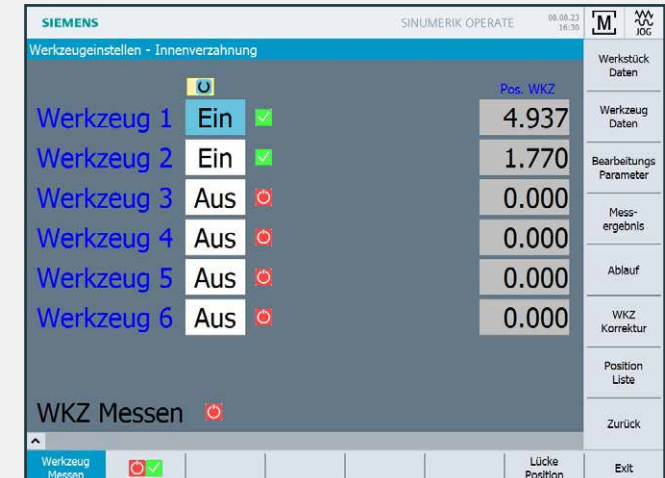 SIEMENS
SINUMERIK OPERATE
08.08.23
16:30
M
JOG
Werkzeugeinstellen - Innenverzahnung
Pos. WKZ
Werkzeug 1 Ein 4.937
Werkzeug 2 Ein 1.770
Werkzeug 3 Aus 0.000
Werkzeug 4 Aus 0.000
Werkzeug 5 Aus 0.000
Werkzeug 6 Aus 0.000
WKZ Messen
Werkstück
Daten
Werkzeug
Daten
Bearbeitungs
Parameter
Mess-
ergebnis
Ablauf
WKZ
Korrektur
Position
Liste
Zurück
Werkzeug
Messen
Lücke
Position
Exit